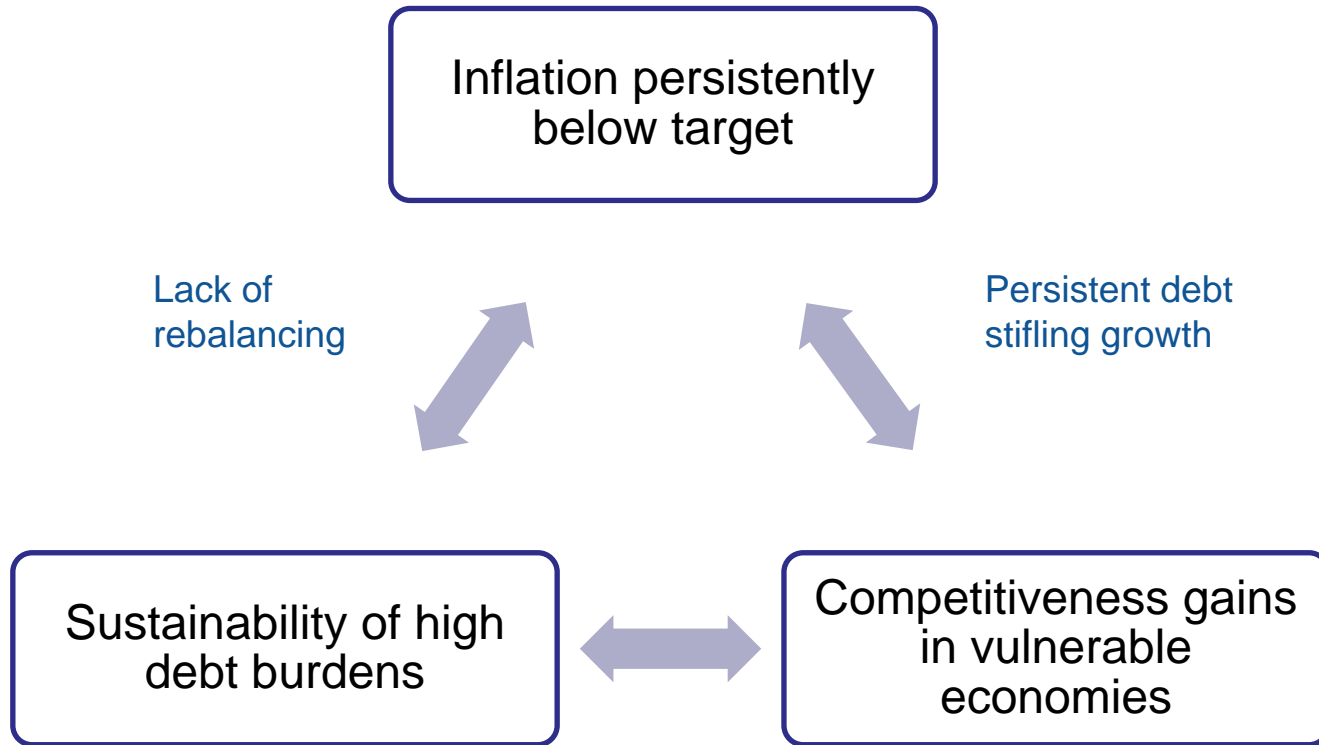 Inflation persistently
below target
Lack of
rebalancing
Persistent debt
stifling growth
Sustainability of high
debt burdens
Competitiveness gains
in vulnerable
economies